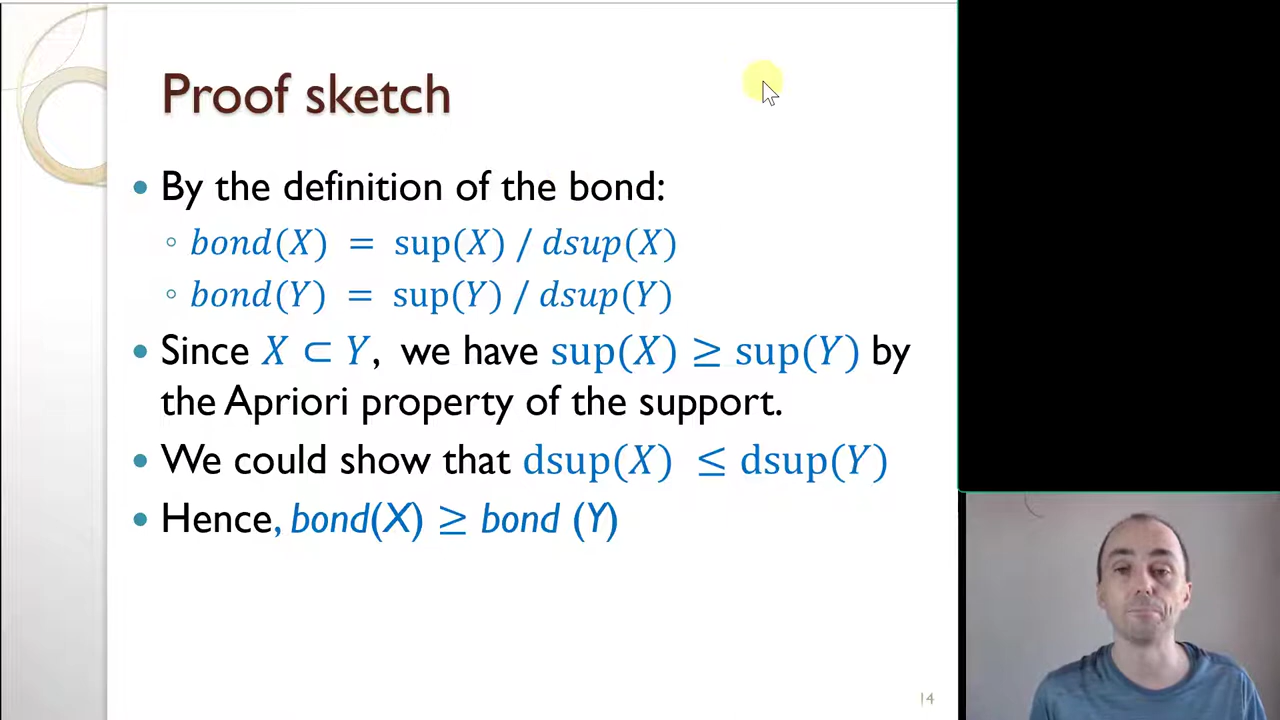 Proof sketch
• By the definition of the bond:
◦ bond(X) = sup(X) / dsup(X)
◦ bond(Y) = sup(Y) / dsup(Y)
• Since X ⊂ Y, we have sup(X) ≥ sup(Y) by
the Apriori property of the support.
• We could show that dsup(X) ≤ dsup(Y)
• Hence, bond(X) ≥ bond (Y)
14